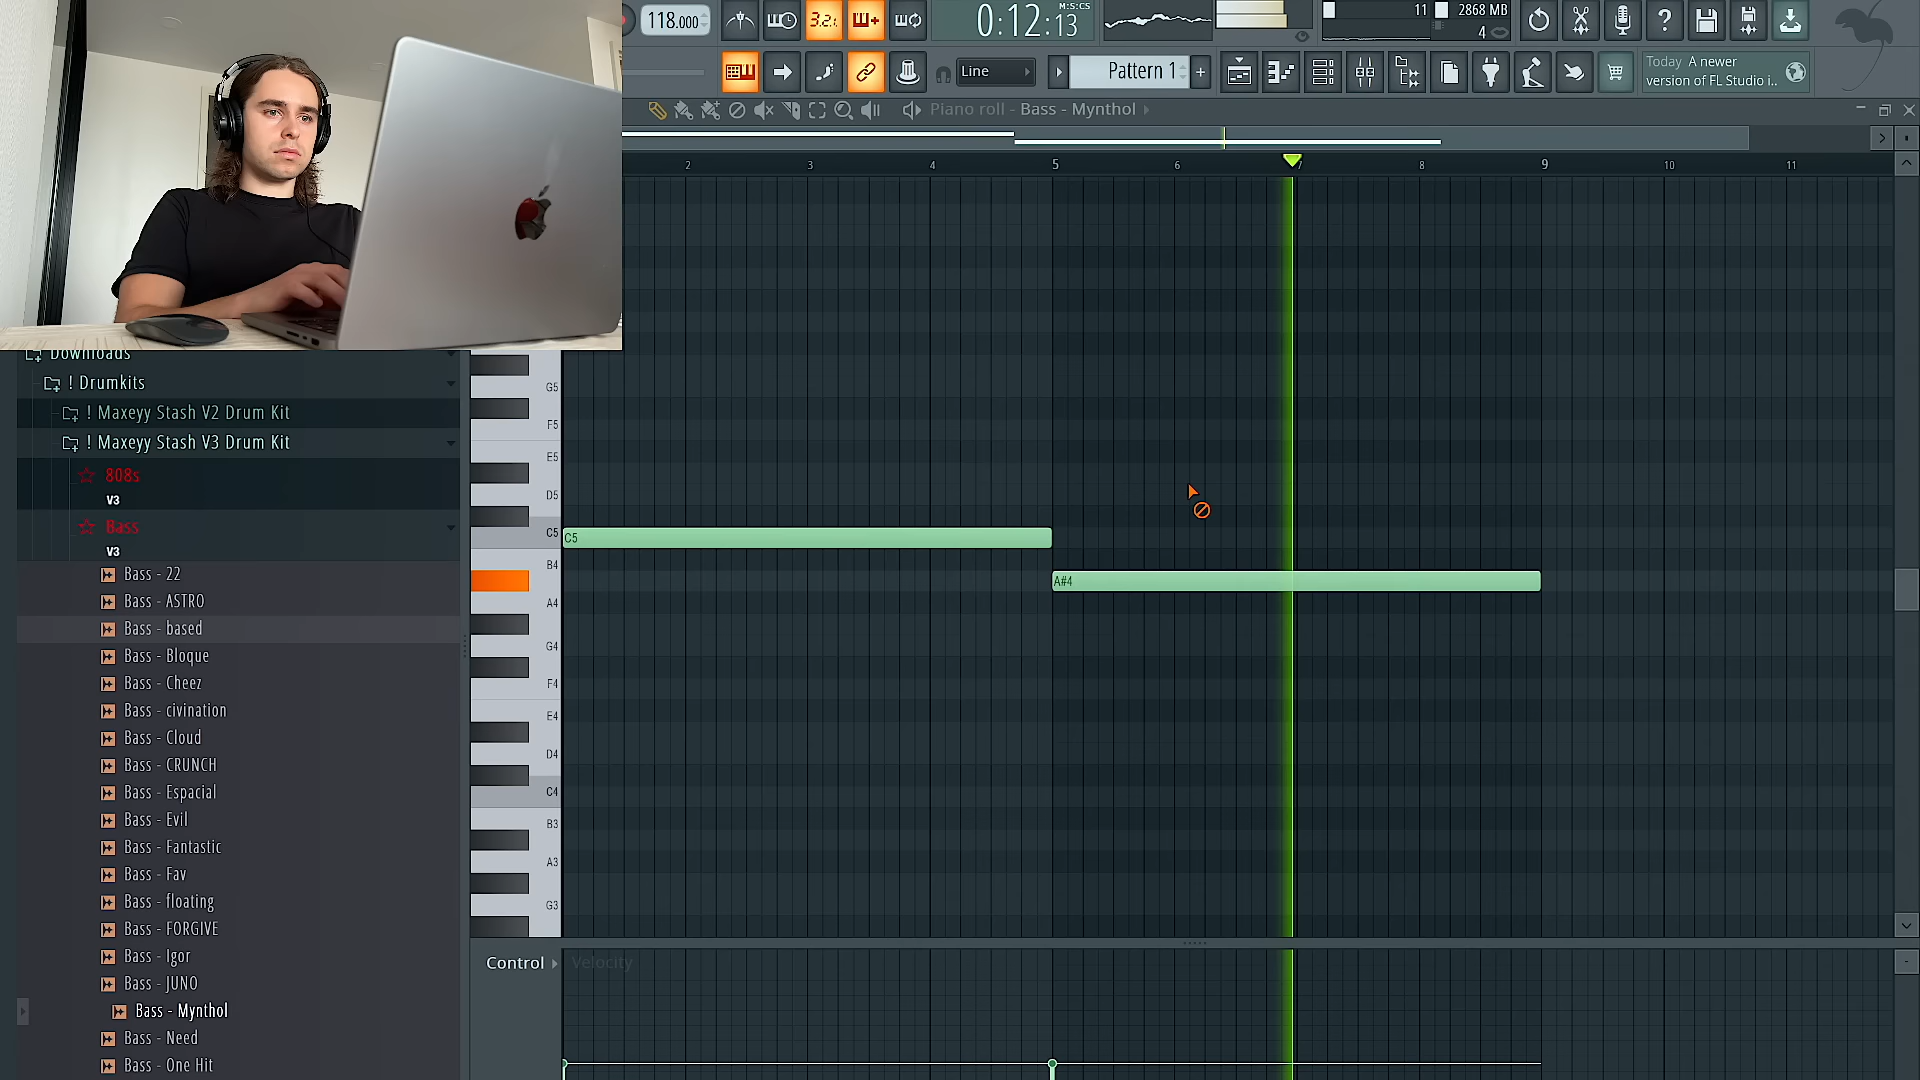 118.000
3.2.
0:12:13
M:S:CS
11
2868 MB
4
Line
Pattern 1
+
?
Today A newer
version of FL Studio i..
Piano roll - Bass - Mynthol
2 3 4 5 6 7 8 9 10 11
Downloads
! Drumkits
! Maxeyy Stash V2 Drum Kit
! Maxeyy Stash V3 Drum Kit
808s
V3
Bass
V3
Bass - 22
Bass - ASTRO
Bass - based
Bass - Bloque
Bass - Cheez
Bass - civination
Bass - Cloud
Bass - CRUNCH
Bass - Espacial
Bass - Evil
Bass - Fantastic
Bass - Fav
Bass - floating
Bass - FORGIVE
Bass - Igor
Bass - JUNO
Bass - Mynthol
Bass - Need
Bass - One Hit
G5
F5
E5
D5
C5
B4
A4
G4
F4
E4
D4
C4
B3
A3
G3
C5
A#4
Control
Velocity